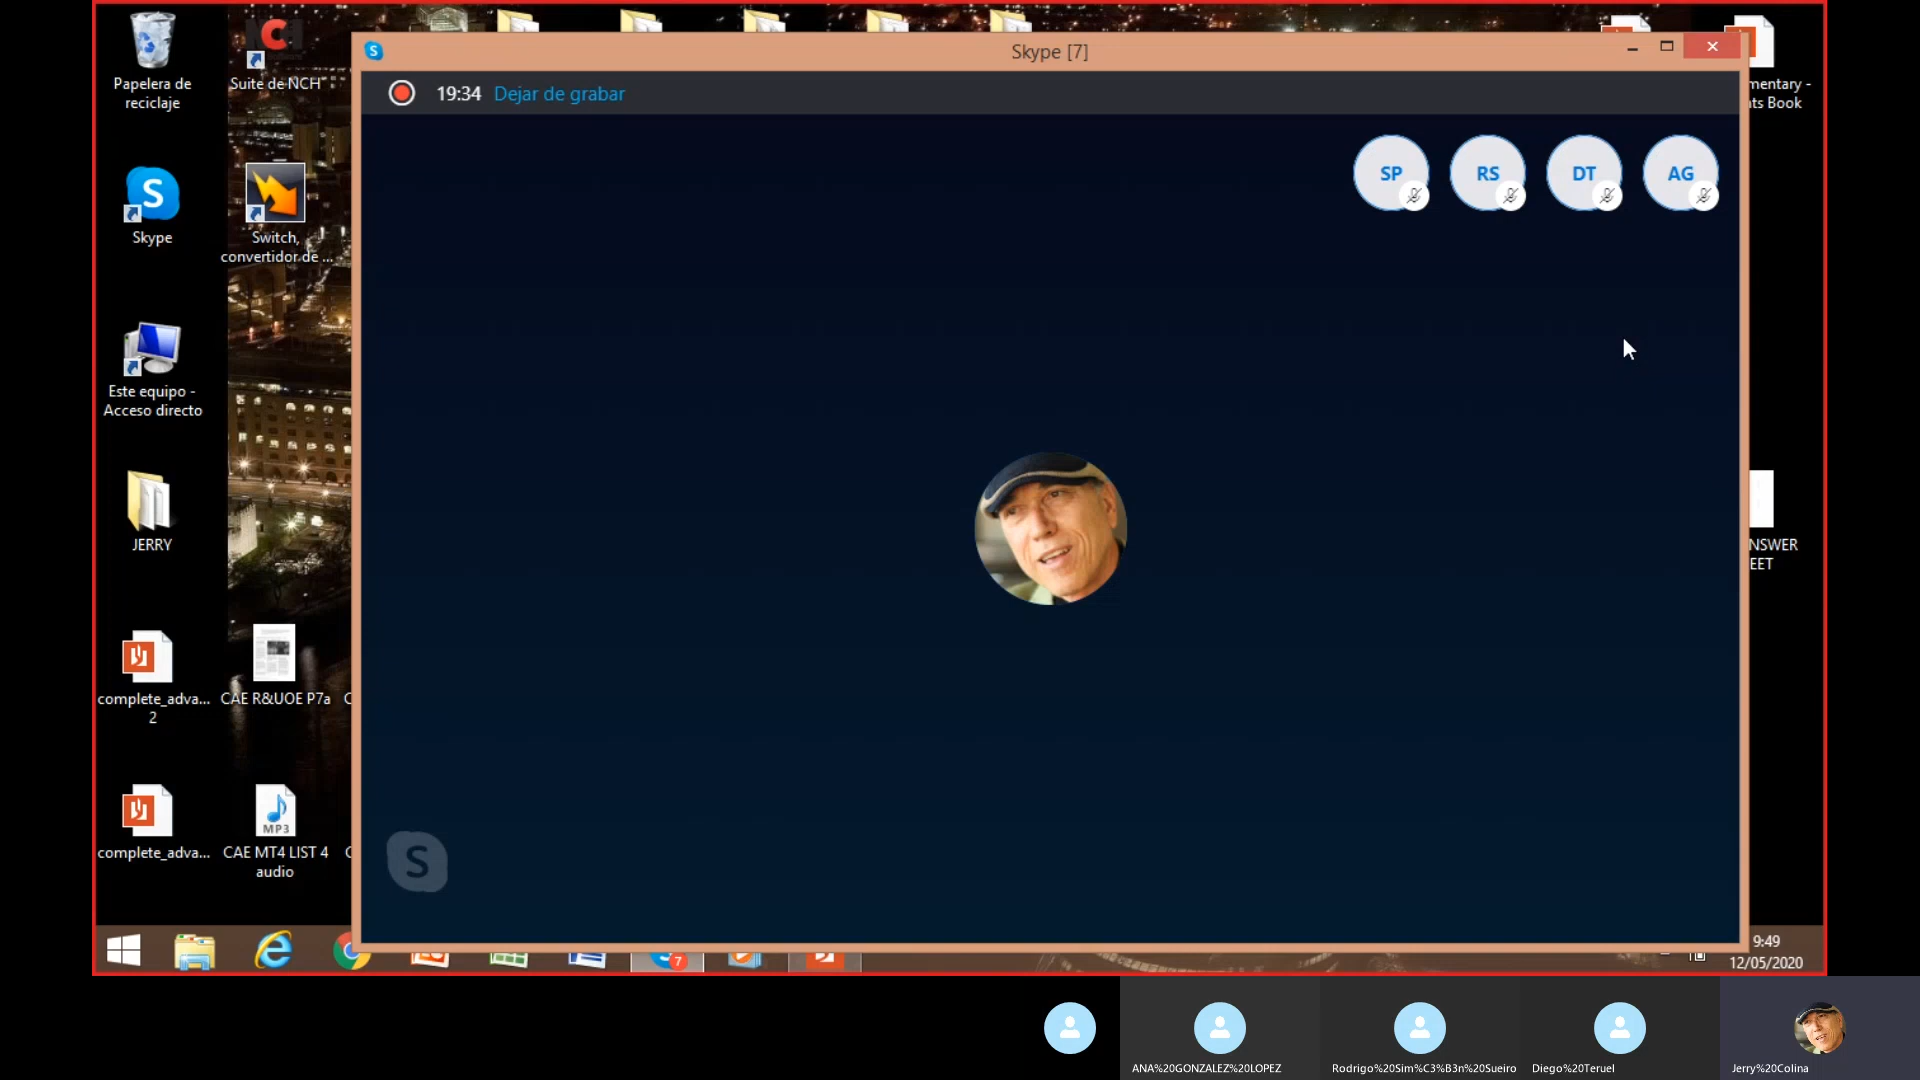 Papelera de
reciclaje
Suite de NCH
Skype [7]
19:34 Dejar de grabar
mentary -
ts Book
SP
RS
DT
AG
S
Skype
Switch,
convertidor de ...
Este equipo -
Acceso directo
JERRY
NSWER
EET
complete_adva...
2
CAE R&UOE P7a
complete_adva...
MP3
CAE MT4 LIST 4
audio
S
7
9:49
12/05/2020
ANA%20GONZALEZ%20LOPEZ
Rodrigo%20Sim%C3%B3n%20Sueiro
Diego%20Teruel
Jerry%20Colina